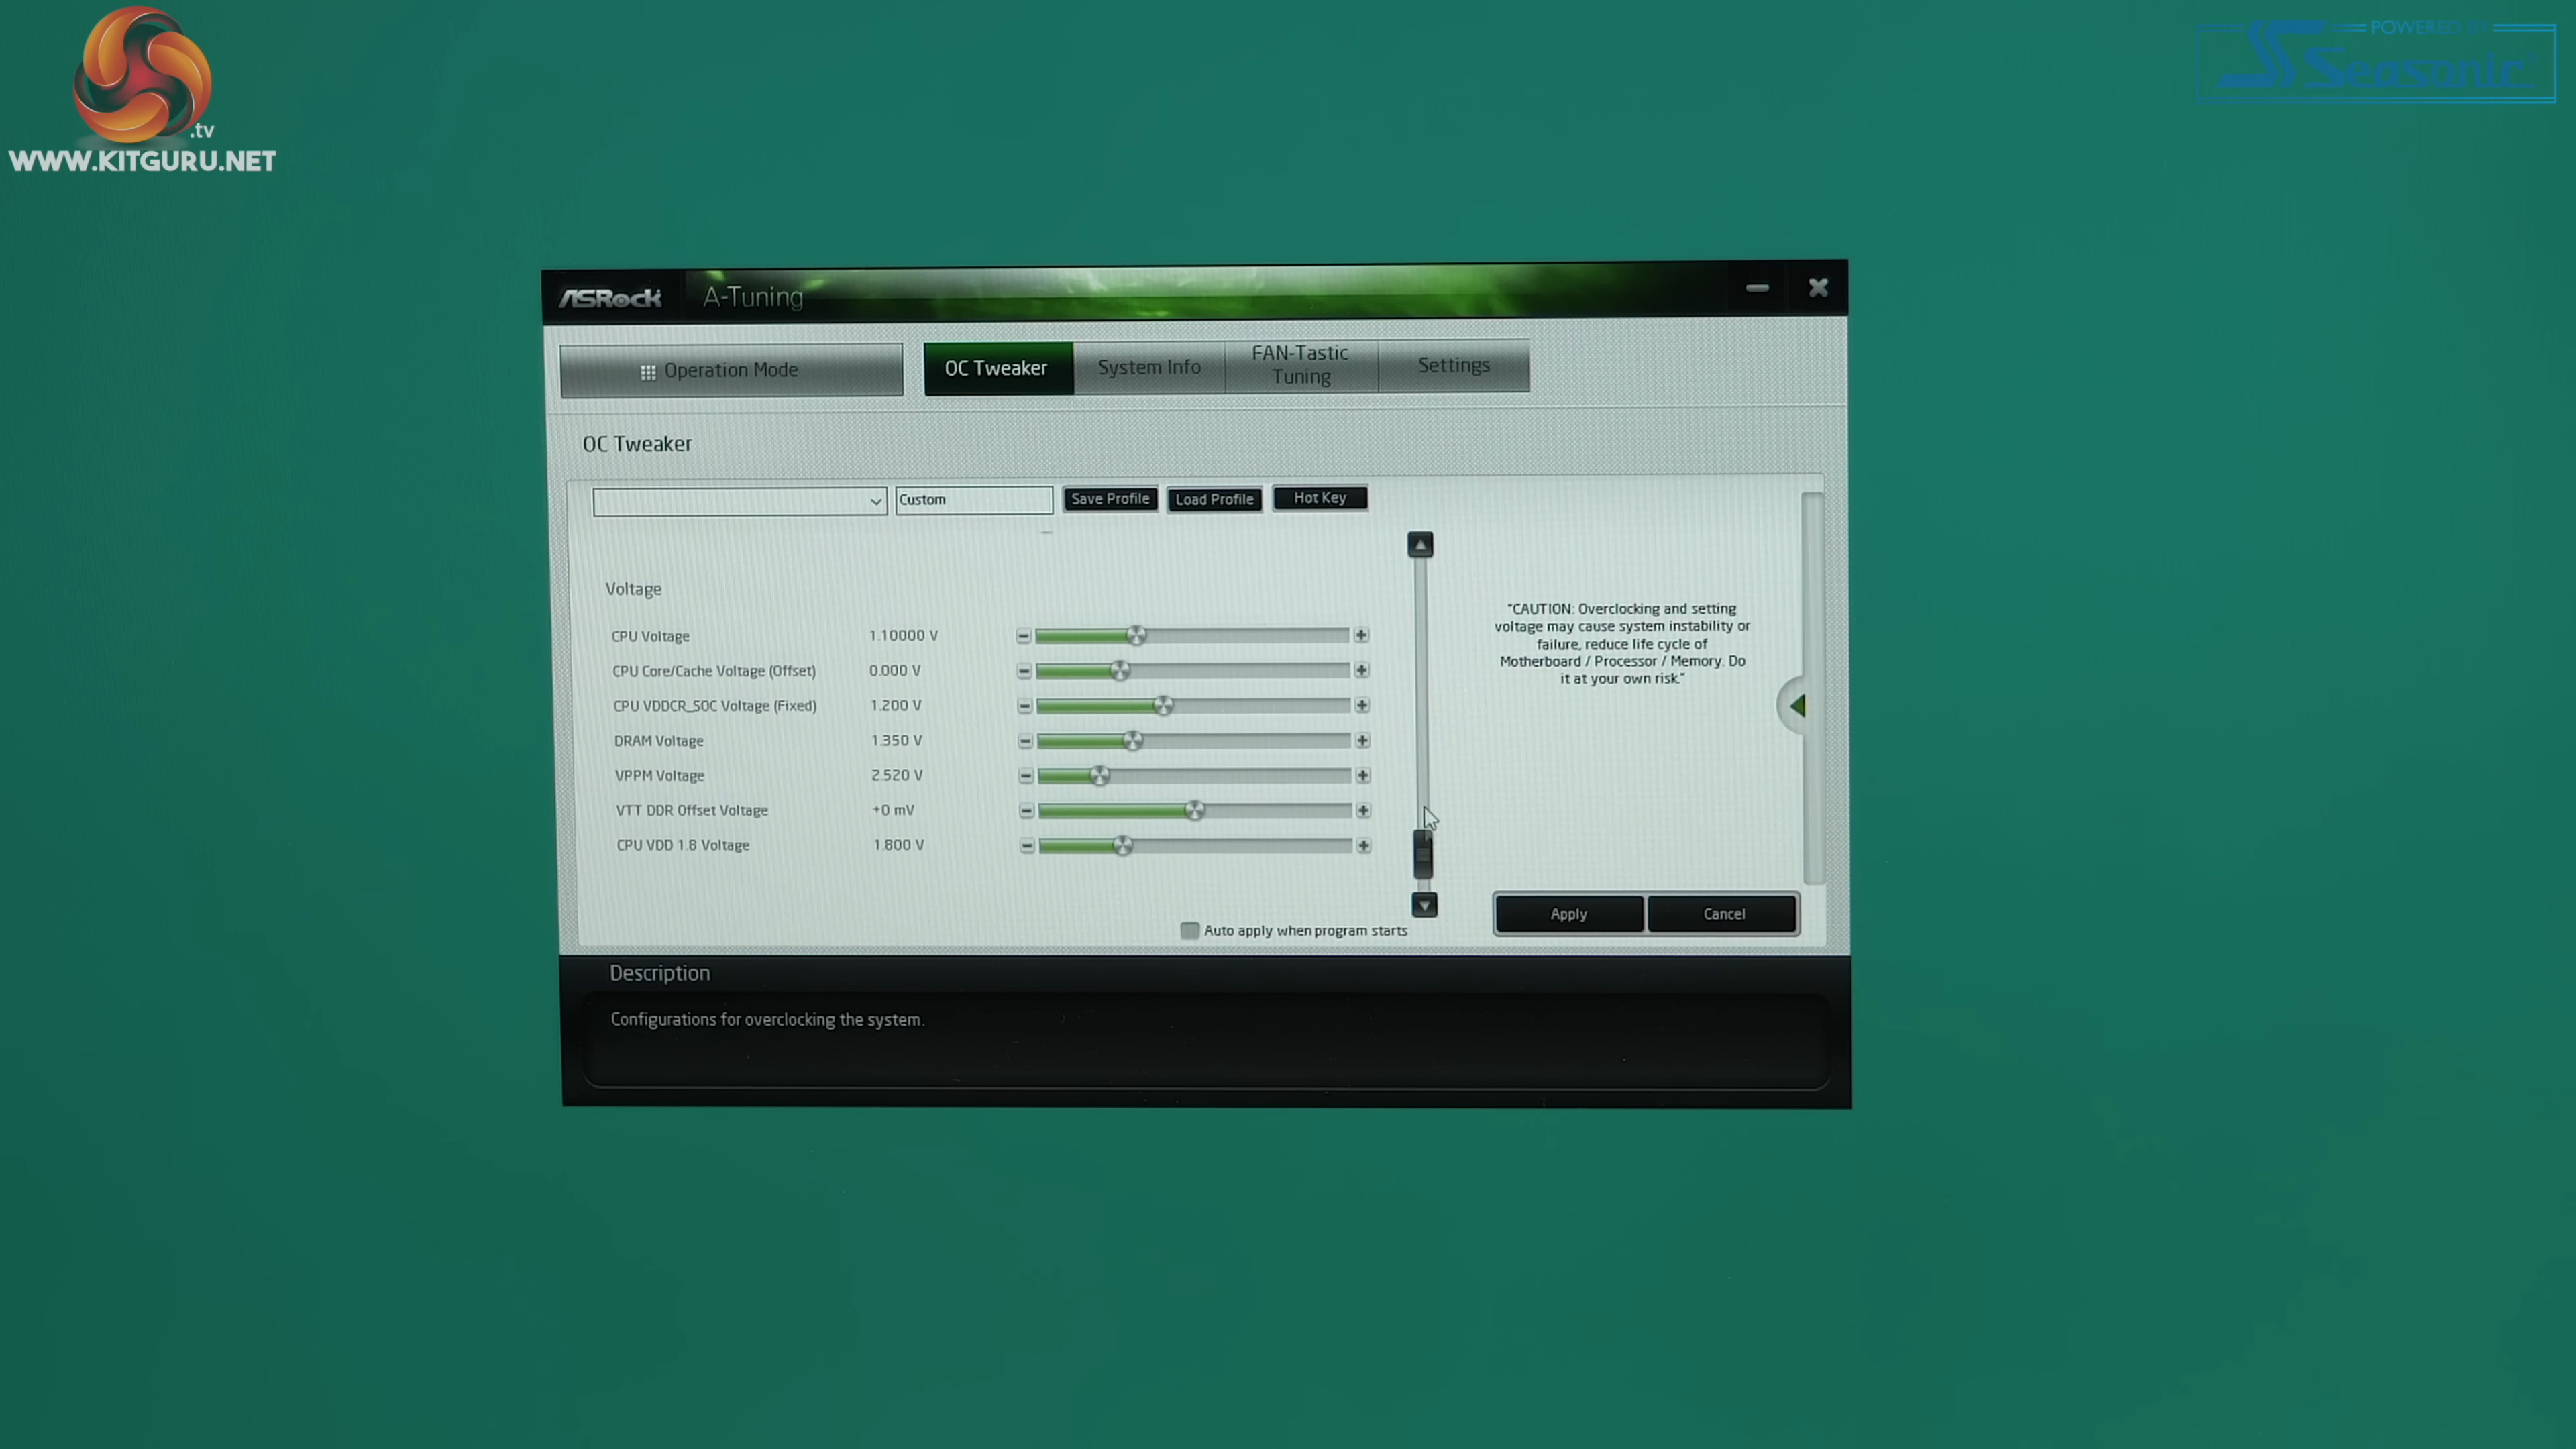 .tv
WWW.KITGURU.NET
POWERED BY
Seasonic
ASRock
A-Tuning
Operation Mode
OC Tweaker
System Info
FAN-Tastic
Tuning
Settings
OC Tweaker
Custom
Save Profile
Load Profile
Hot Key
Voltage
CPU Voltage 1.10000 V
CPU Core/Cache Voltage (Offset) 0.000 V
CPU VDDCR_SOC Voltage (Fixed) 1.200 V
DRAM Voltage 1.350 V
VPPM Voltage 2.520 V
VTT DDR Offset Voltage +0 mV
CPU VDD 1.8 Voltage 1.800 V
"CAUTION: Overclocking and setting
voltage may cause system instability or
failure, reduce life cycle of
Motherboard / Processor / Memory. Do
it at your own risk."
Auto apply when program starts
Apply
Cancel
Description
Configurations for overclocking the system.